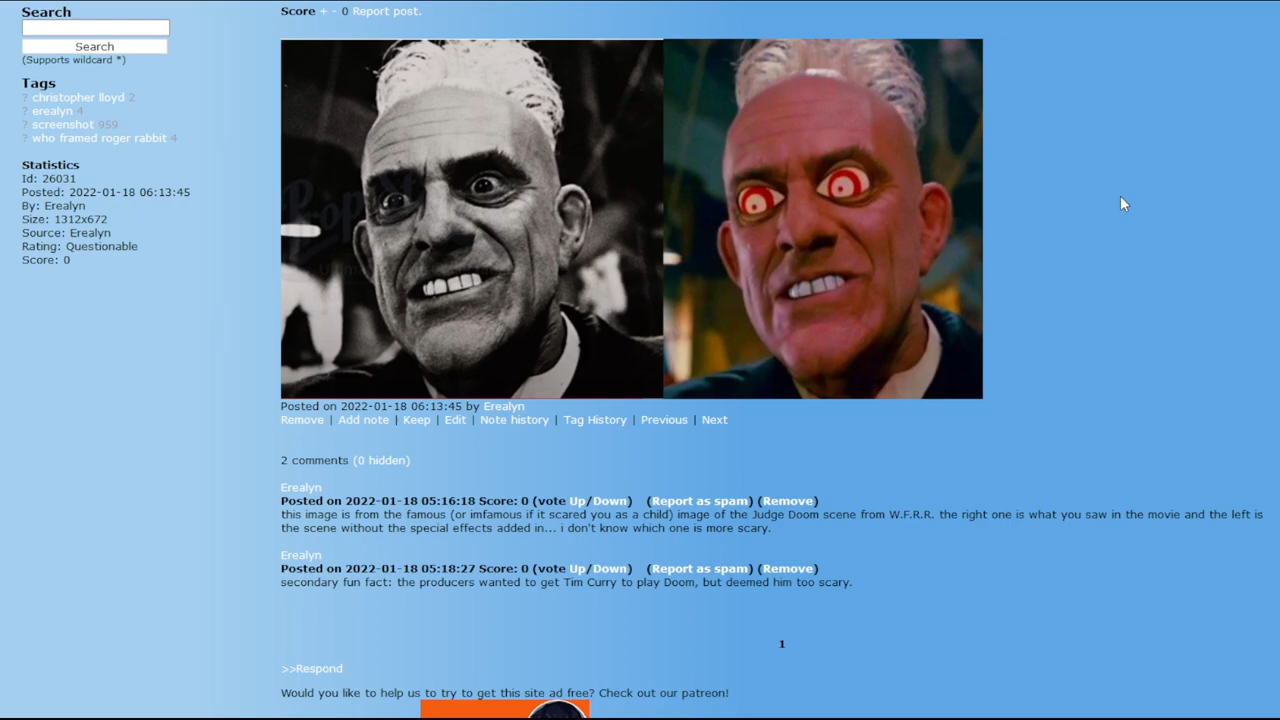 Search
Search
(Supports wildcard *)
Tags
? christopher lloyd 2
? erealyn 4
? screenshot 959
? who framed roger rabbit 4
Statistics
Id: 26031
Posted: 2022-01-18 06:13:45
By: Erealyn
Size: 1312x672
Source: Erealyn
Rating: Questionable
Score: 0
Score + - 0 Report post.
Posted on 2022-01-18 06:13:45 by Erealyn
Remove | Add note | Keep | Edit | Note history | Tag History | Previous | Next
2 comments (0 hidden)
Erealyn
Posted on 2022-01-18 05:16:18 Score: 0 (vote Up/Down) (Report as spam) (Remove)
this image is from the famous (or imfamous if it scared you as a child) image of the Judge Doom scene from W.F.R.R. the right one is what you saw in the movie and the left is
the scene without the special effects added in... i don't know which one is more scary.
Erealyn
Posted on 2022-01-18 05:18:27 Score: 0 (vote Up/Down) (Report as spam) (Remove)
secondary fun fact: the producers wanted to get Tim Curry to play Doom, but deemed him too scary.
1
>>Respond
Would you like to help us to try to get this site ad free? Check out our patreon!